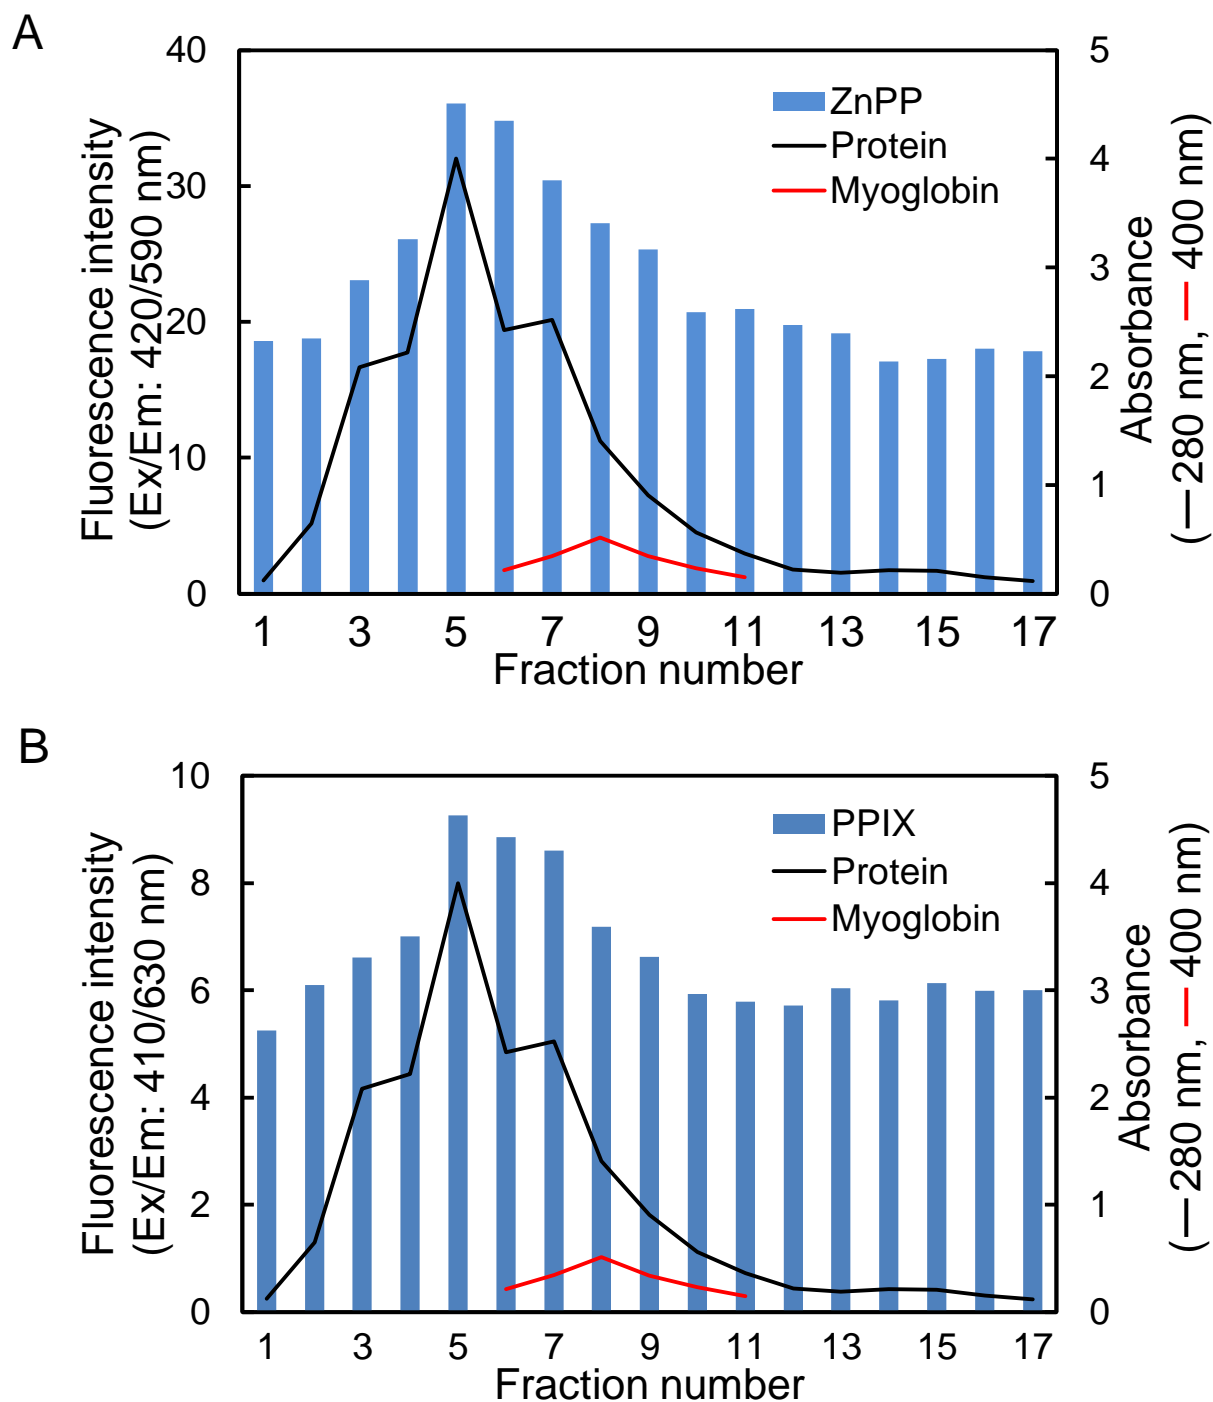 A
40
30
20
10
0
Fluorescence intensity
(Ex/Em: 420/590 nm)
ZnPP
Protein
Myoglobin
5
4
3
2
1
0
Absorbance
(—280 nm, — 400 nm)
1 3 5 7 9 11 13 15 17
Fraction number
B
10
8
6
4
2
0
Fluorescence intensity
(Ex/Em: 410/630 nm)
PPIX
Protein
Myoglobin
5
4
3
2
1
0
Absorbance
(—280 nm, — 400 nm)
1 3 5 7 9 11 13 15 17
Fraction number